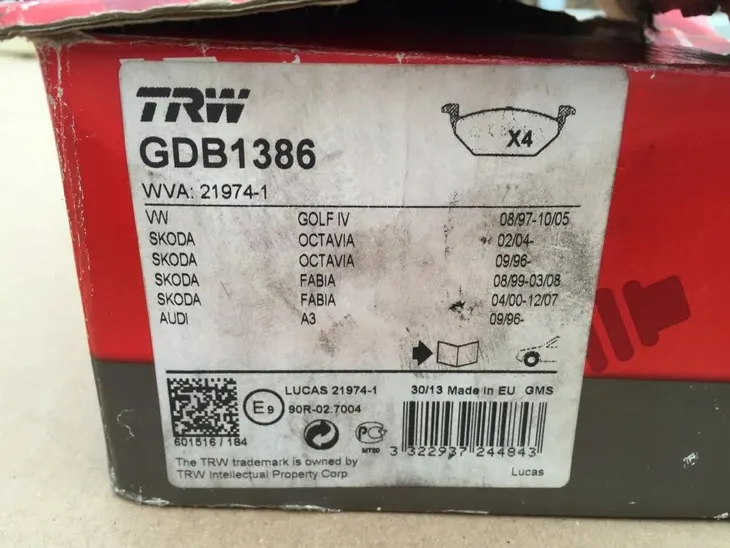 TRW
GDB1386
WVA: 21974-1
X4
VW GOLF IV 08/97-10/05
SKODA OCTAVIA 02/04-
SKODA OCTAVIA 09/96-
SKODA FABIA 08/99-03/08
SKODA FABIA 04/00-12/07
AUDI A3 09/96-
LUCAS 21974-1 30/13 Made in EU GMS
E9 90R-02.7004
601516 / 184
MT20
3 322937 244843
The TRW trademark is owned by
TRW Intellectual Property Corp.
Lucas